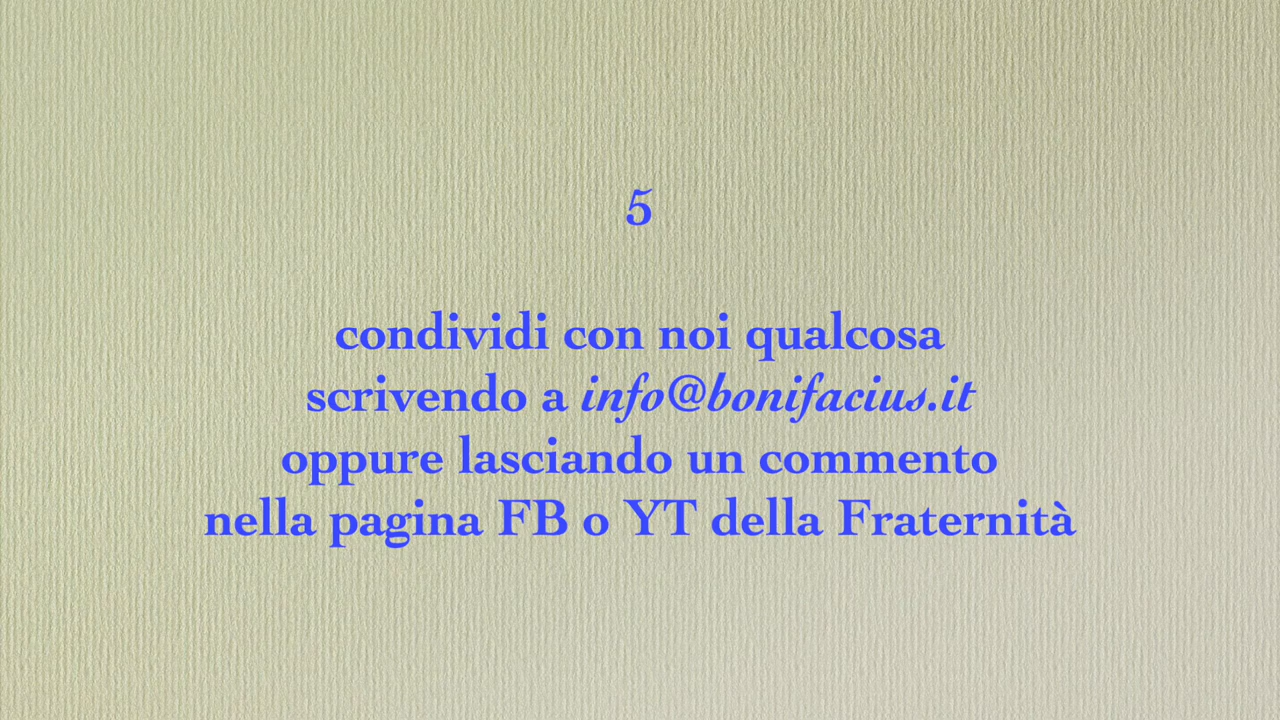 5
condividi con noi qualcosa
scrivendo a info@bonifacius.it
oppure lasciando un commento
nella pagina FB o YT della Fraternità